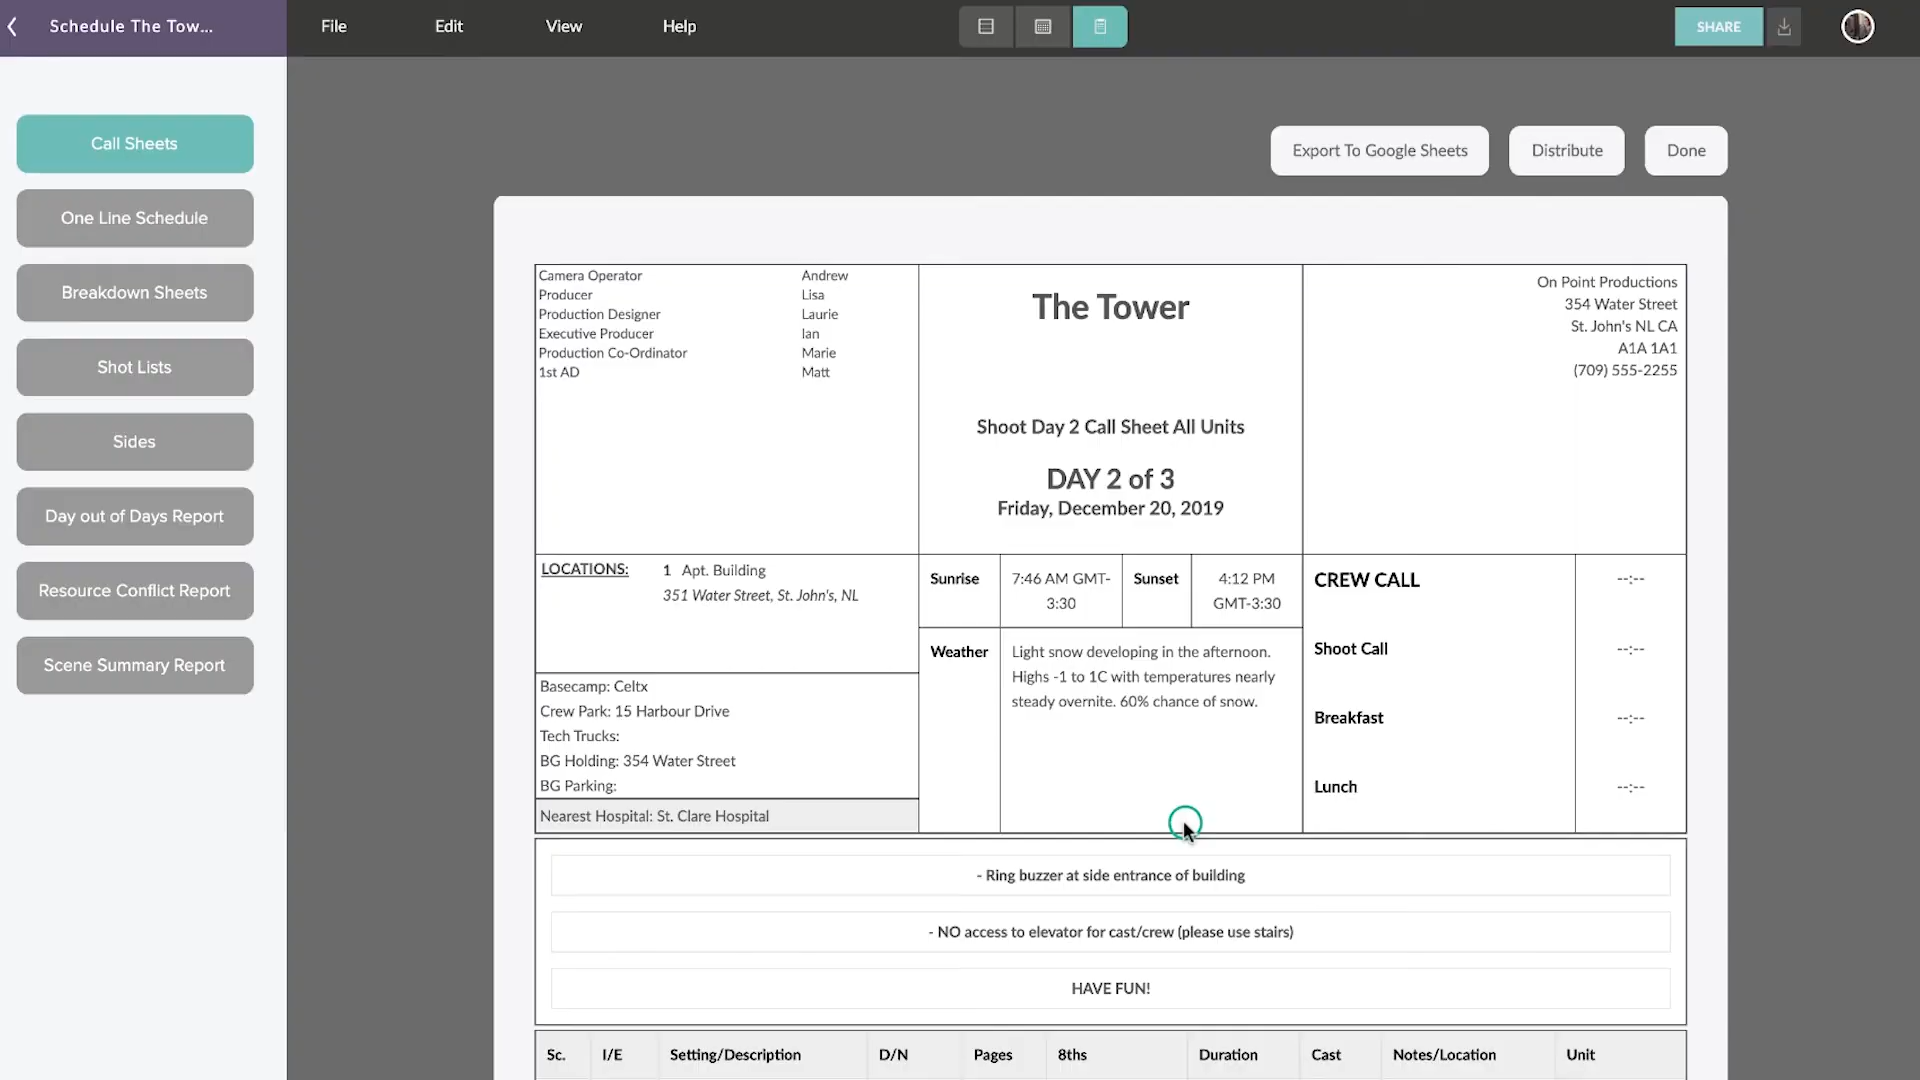 Schedule The Tow...
File
Edit
View
Help
SHARE
Call Sheets
One Line Schedule
Breakdown Sheets
Shot Lists
Sides
Day out of Days Report
Resource Conflict Report
Scene Summary Report
Export To Google Sheets
Distribute
Done
Camera Operator Andrew
Producer Lisa
Production Designer Laurie
Executive Producer Ian
Production Co-Ordinator Marie
1st AD Matt
The Tower
Shoot Day 2 Call Sheet All Units
DAY 2 of 3
Friday, December 20, 2019
On Point Productions
354 Water Street
St. John's NL CA
A1A 1A1
(709) 555-2255
LOCATIONS: 1 Apt. Building
351 Water Street, St. John's, NL
Basecamp: Celtx
Crew Park: 15 Harbour Drive
Tech Trucks:
BG Holding: 354 Water Street
BG Parking:
Nearest Hospital: St. Clare Hospital
Sunrise
7:46 AM GMT-
3:30
Sunset
4:12 PM
GMT-3:30
Weather
Light snow developing in the afternoon.
Highs -1 to 1C with temperatures nearly
steady overnite. 60% chance of snow.
CREW CALL --:--
Shoot Call --:--
Breakfast --:--
Lunch --:--
- Ring buzzer at side entrance of building
- NO access to elevator for cast/crew (please use stairs)
HAVE FUN!
Sc. I/E Setting/Description D/N Pages 8ths Duration Cast Notes/Location Unit